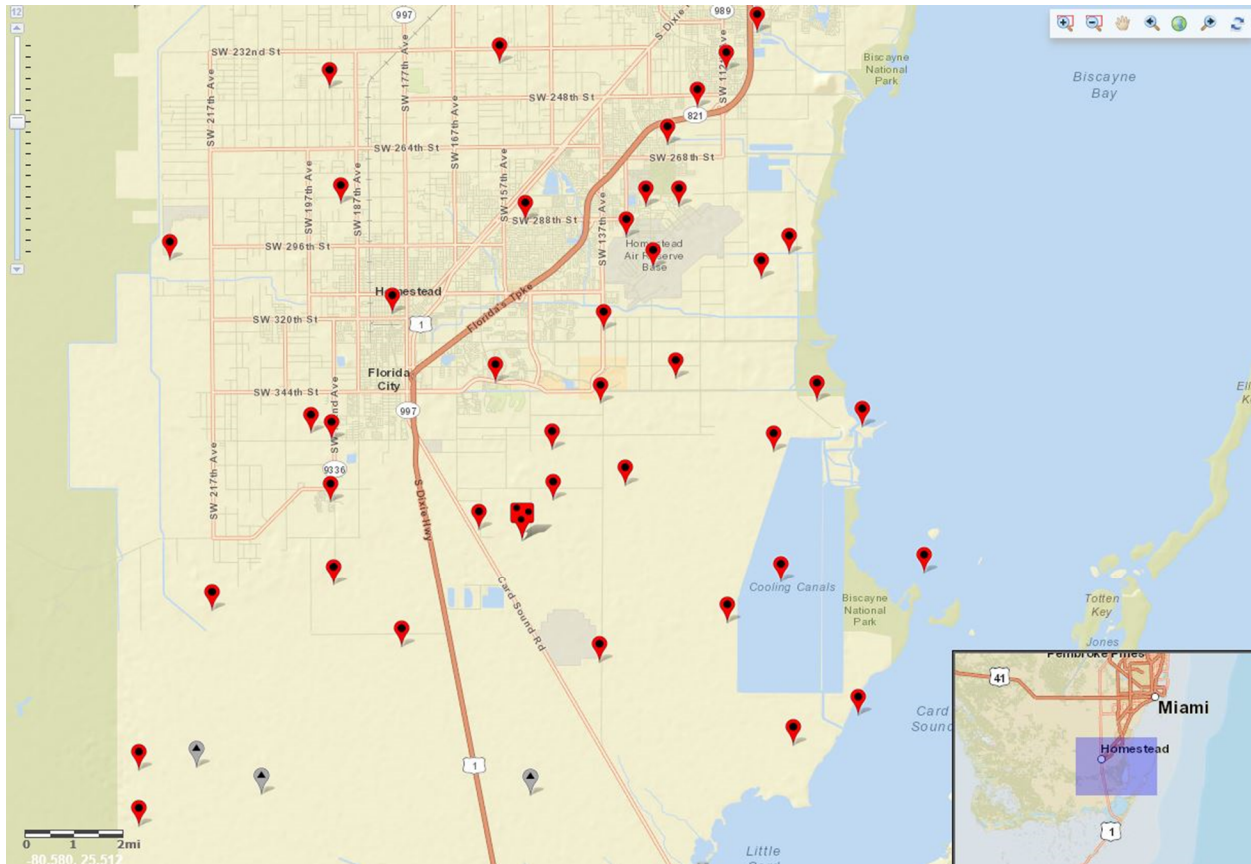 12
997
989
S Dixie
SW 232nd St
SW 112
Biscayne
National
Park
Biscayne
Bay
SW 217th Ave
SW 177th Ave
SW 167th Ave
SW 248th St
821
SW 264th St
SW 268th St
SW 197th Ave
SW 187th Ave
SW 157th Ave
SW 288th St
SW 137th Ave
SW 296th St
Air Reserve
Base
SW 320th St
1
Florida's Tpke
Florida
City
SW 344th St
997
SW 217th Ave
9336
S Dixie Hwy
Card Sound Rd
Cooling Canals
Biscayne
National
Park
Totten
Key
Jones
Card
Pembroke Pines
41
Miami
Homestead
1
1
0 1 2mi
-80.580, 25.512
Little